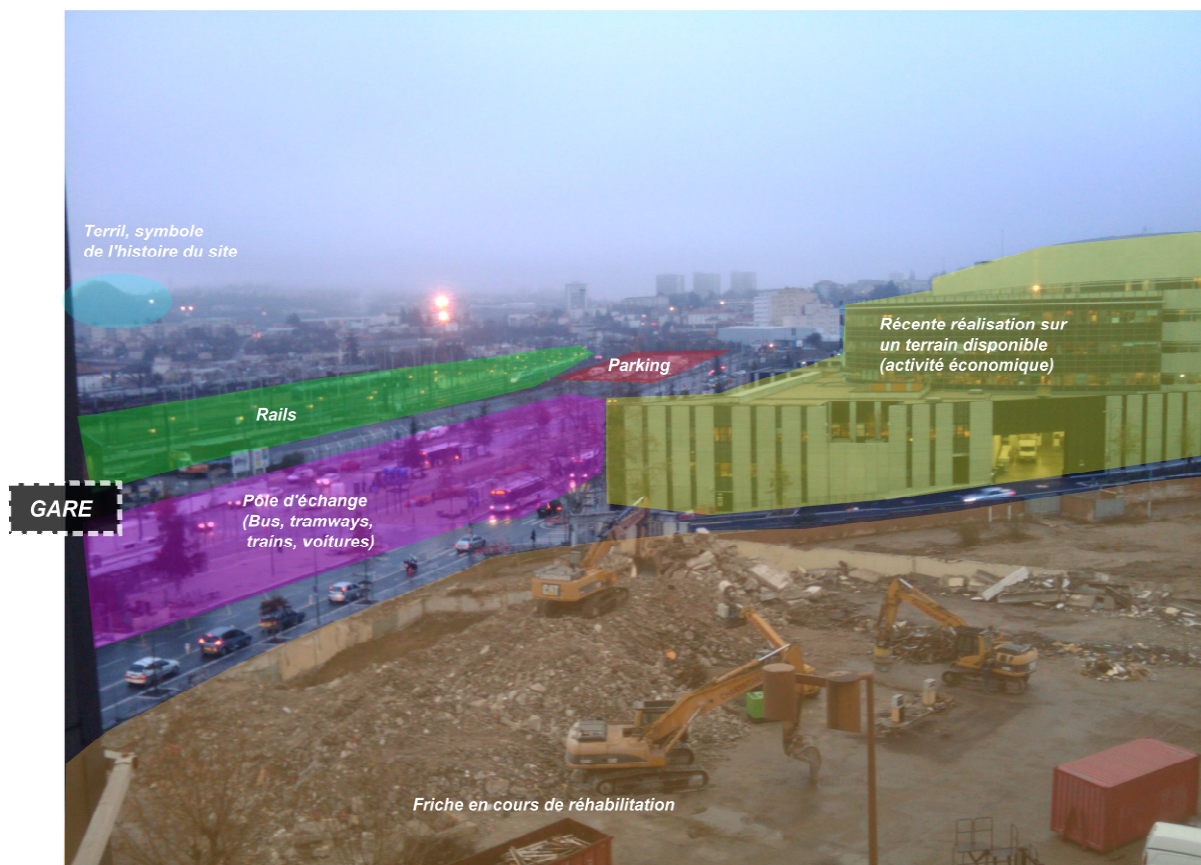 Terril, symbole
de l'histoire du site
Récente réalisation sur
un terrain disponible
(activité économique)
Parking
Rails
GARE
Pôle d'échange
(Bus, tramways,
trains, voitures)
CAT
Friche en cours de réhabilitation